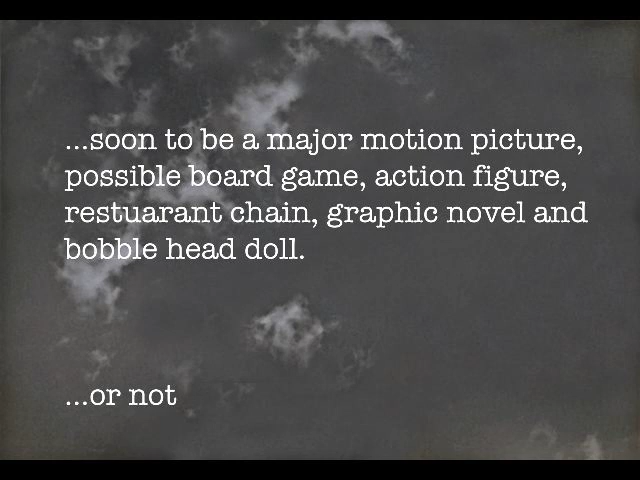 ...soon to be a major motion picture,
possible board game, action figure,
restuarant chain, graphic novel and
bobble head doll.
...or not